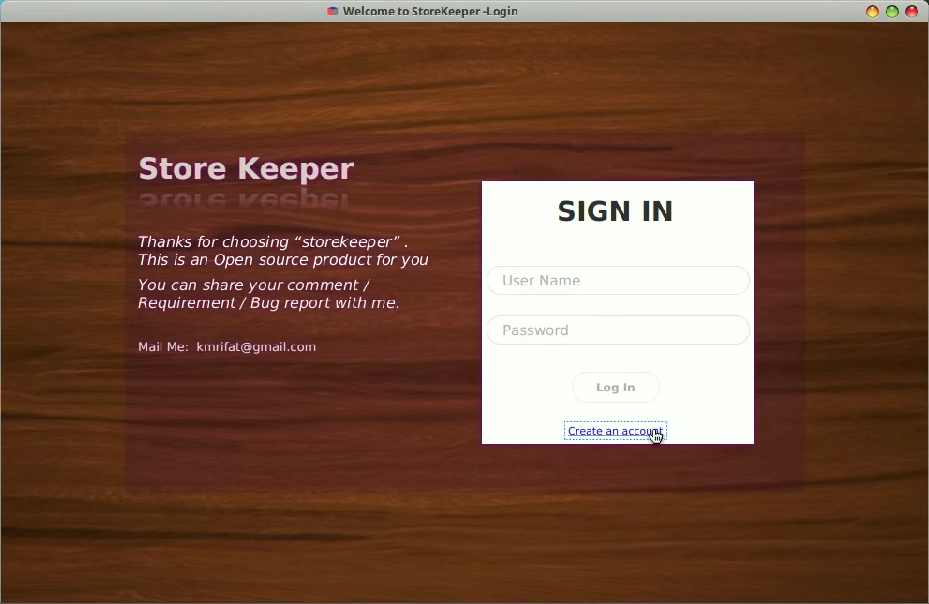 Welcome to StoreKeeper -Login
Store Keeper
Thanks for choosing “storekeeper” .
This is an Open source product for you
You can share your comment /
Requirement / Bug report with me.
Mail Me: kmrifat@gmail.com
SIGN IN
User Name
Password
Log In
Create an account